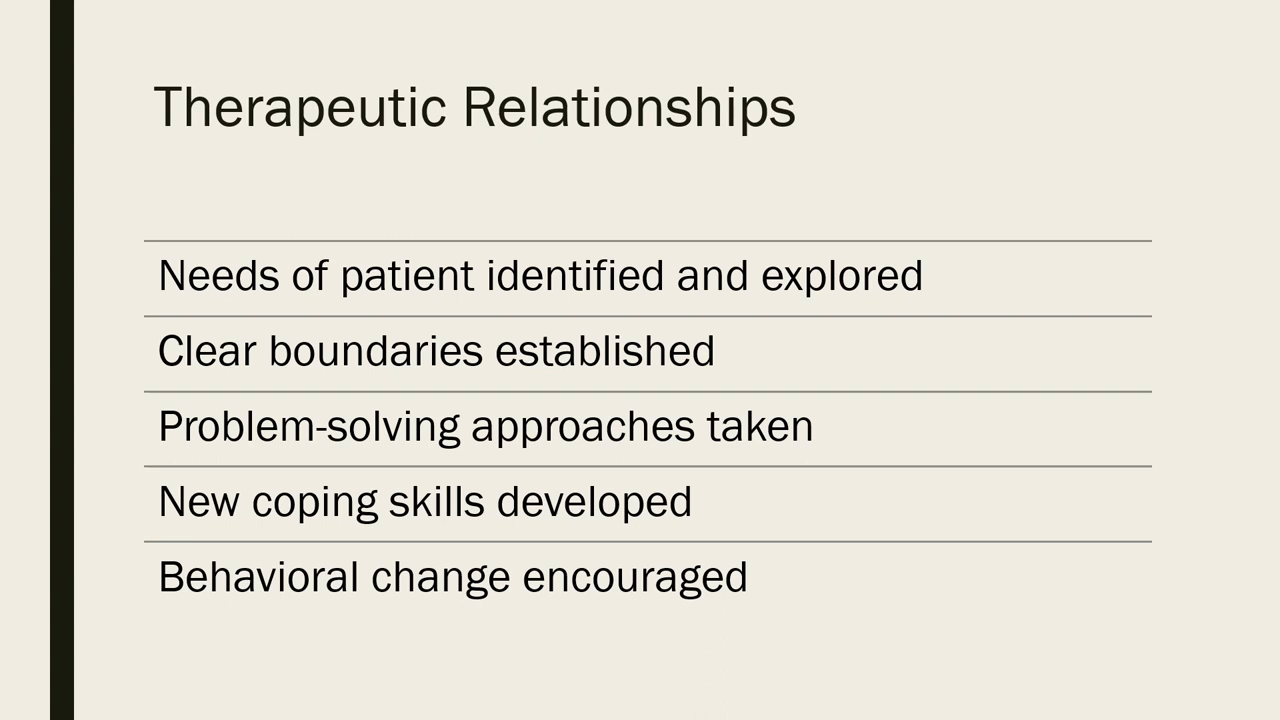 Therapeutic Relationships
Needs of patient identified and explored
Clear boundaries established
Problem-solving approaches taken
New coping skills developed
Behavioral change encouraged